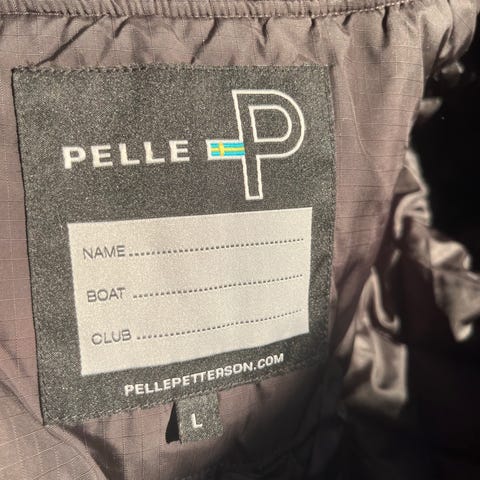 PELLE P
NAME..............................
BOAT..............................
CLUB..............................
PELLEPETTERSON.COM
L